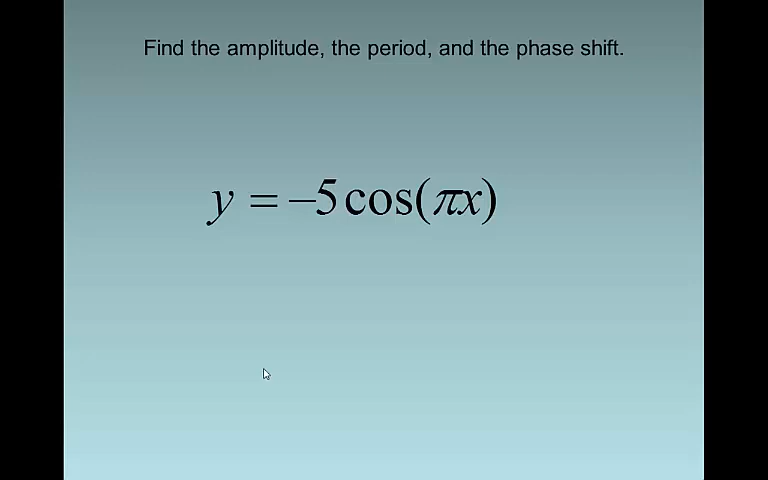 Find the amplitude, the period, and the phase shift.
y = −5cos(πx)